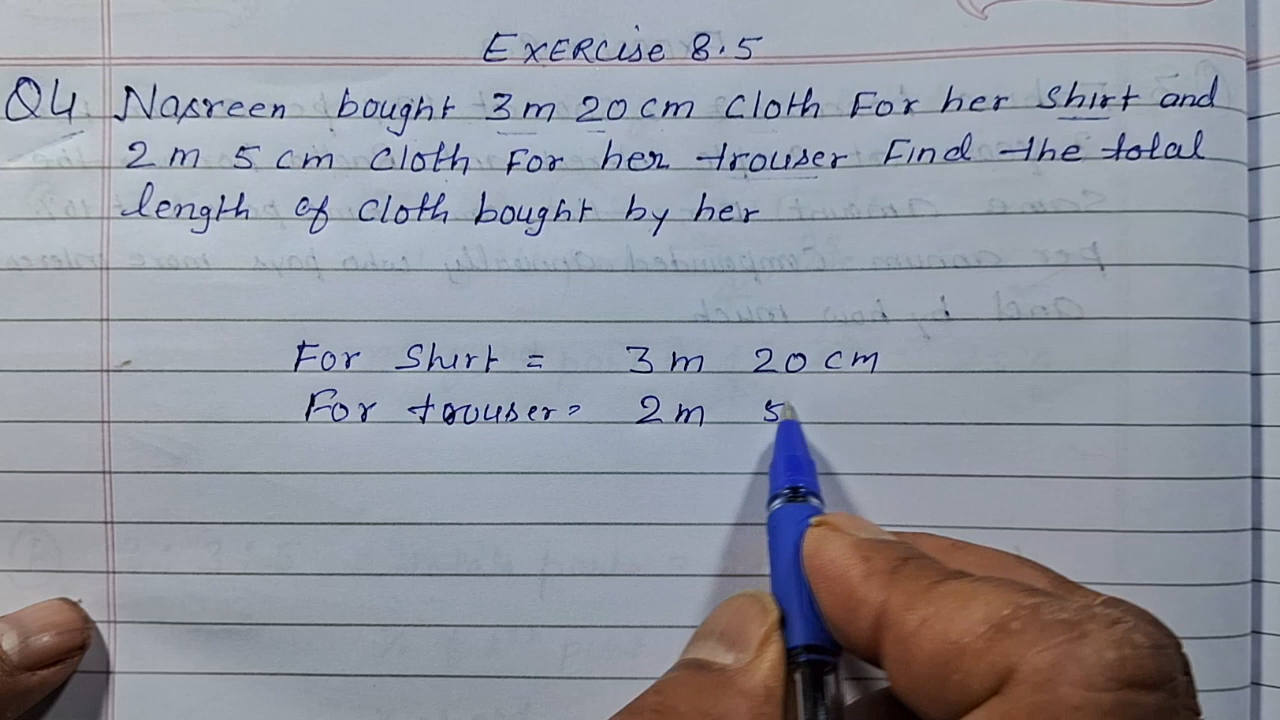 Exercise 8.5
Q4 Nasreen bought 3m 20cm Cloth For her Shirt and
2m 5cm Cloth For her trouser Find the total
length of Cloth bought by her
For Shirt = 3m 20cm
For trouser = 2m 5